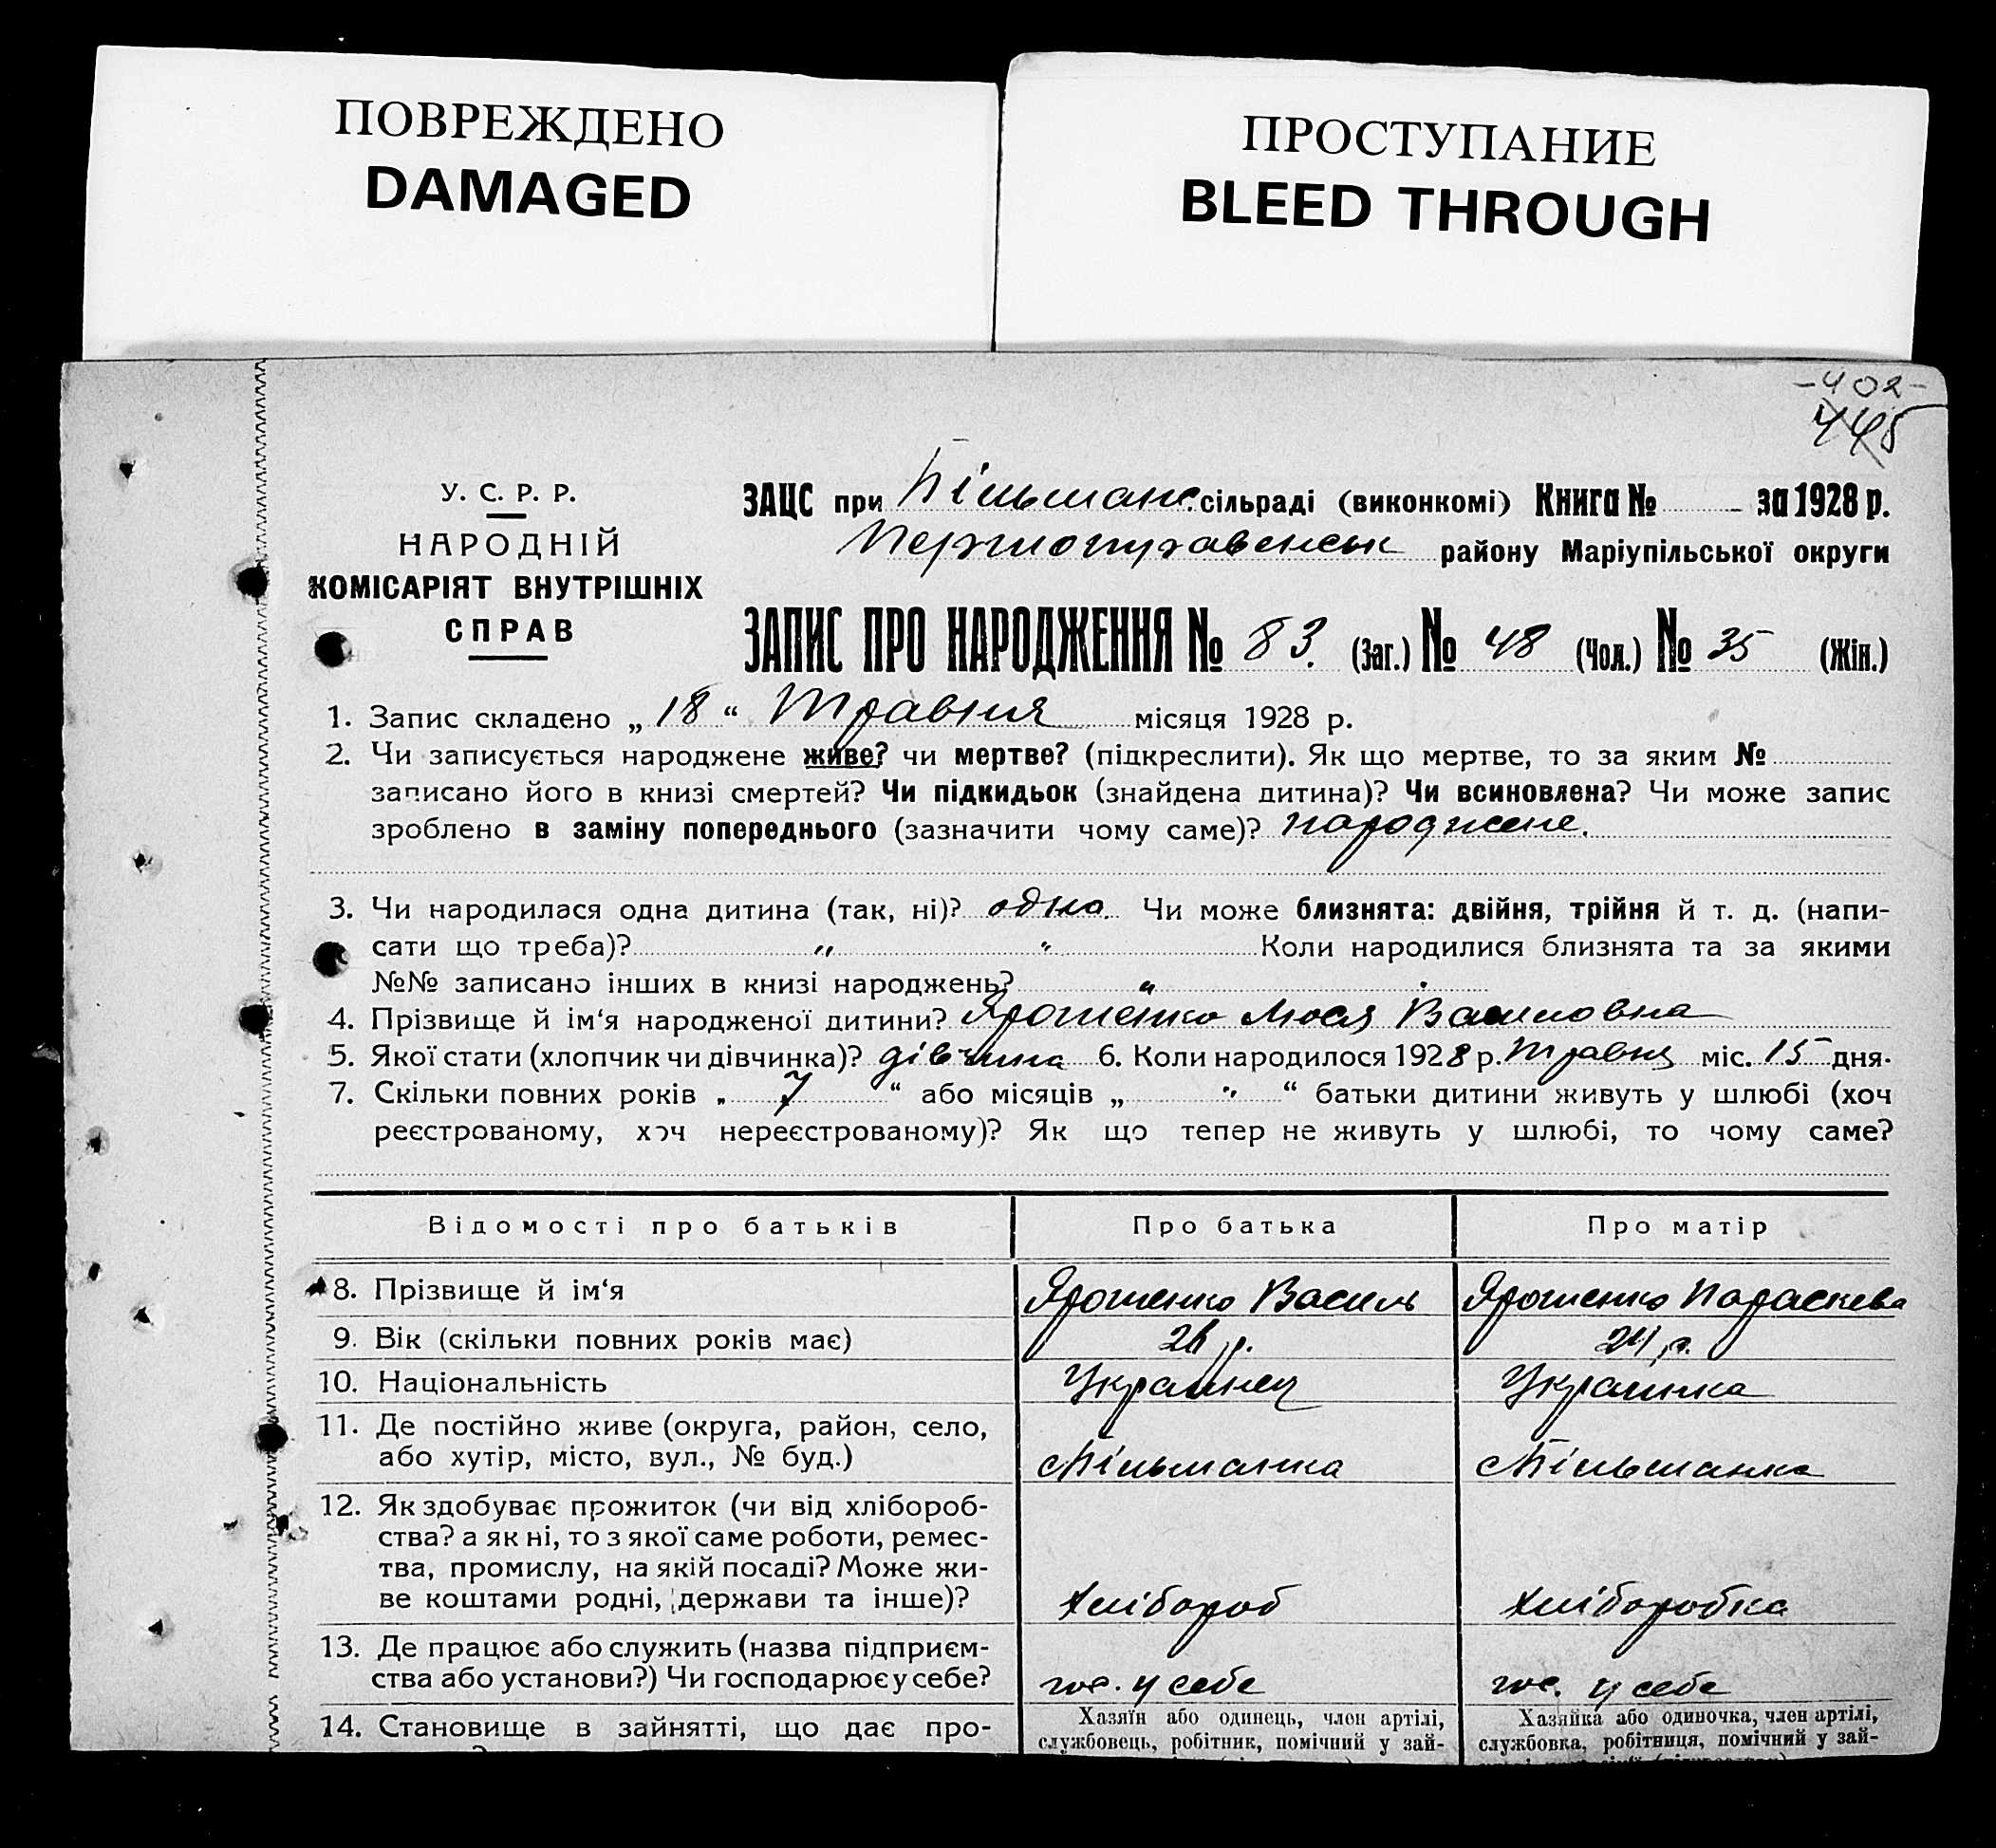 ПОВРЕЖДЕНО
DAMAGED
ПРОСТУПАНИЕ
BLEED THROUGH
-402-
445
У. С. Р. Р.
НАРОДНІЙ
КОМІСАРІЯТ ВНУТРІШНІХ
СПРАВ
ЗАЦС при Більшанс. сільраді (виконкомі) Книга № - за 1928 р.
району Маріупільської округи
ЗАПИС ПРО НАРОДЖЕННЯ № 83. (Заг.) № 48 (Чол.) № 35 (Жін.)
1. Запис складено „ 18 “ Травня місяця 1928 р.
2. Чи записується народжене живе? чи мертве? (підкреслити). Як що мертве, то за яким №
записано його в книзі смертей? Чи підкидьок (знайдена дитина)? Чи всиновлена? Чи може запис
зроблено в заміну попереднього (зазначити чому саме)? народжене.
3. Чи народилася одна дитина (так, ні)? одна Чи може близнята: двійня, трійня й т. д. (напи-
сати що треба)? „ „ Коли народилися близнята та за якими
№№ записано інших в книзі народжень? „
4. Прізвище й ім‘я народженої дитини? Ярошенко Люся Василовна
5. Якої стати (хлопчик чи дівчинка)? дівчина 6. Коли народилося 1928 р. травня міс. 15 дня.
7. Скільки повних років „ 7 “ або місяців „ " “ батьки дитини живуть у шлюбі (хоч
реєстрованому, хоч нереєстрованому)? Як що тепер не живуть у шлюбі, то чому саме?
Відомості про батьків Про батька Про матір
8. Прізвище й ім‘я Ярошенко Василь Ярошенко Параскева
9. Вік (скільки повних років має) 26 р. 24 р.
10. Національність Украинец Украинка
11. Де постійно живе (округа, район, село,
або хутір, місто, вул., № буд.)
12. Як здобуває прожиток (чи від хлібороб-
ства? а як ні, то з якої саме роботи, ремес-
тва, промислу, на якій посаді? Може жи-
ве коштами родні, держави та інше)? Хлібороб Хліборобка
13. Де працює або служить (назва підприєм-
ства або установи?) Чи господарює у себе? гос. у себе гос. у себе
14. Становище в зайнятті, що дає про-
Хазяїн або одинець, член артілі,
службовець, робітник, помічний у зай-
Хазяйка або одиночка, член артілі,
службовка, робітниця, помічний у зай-